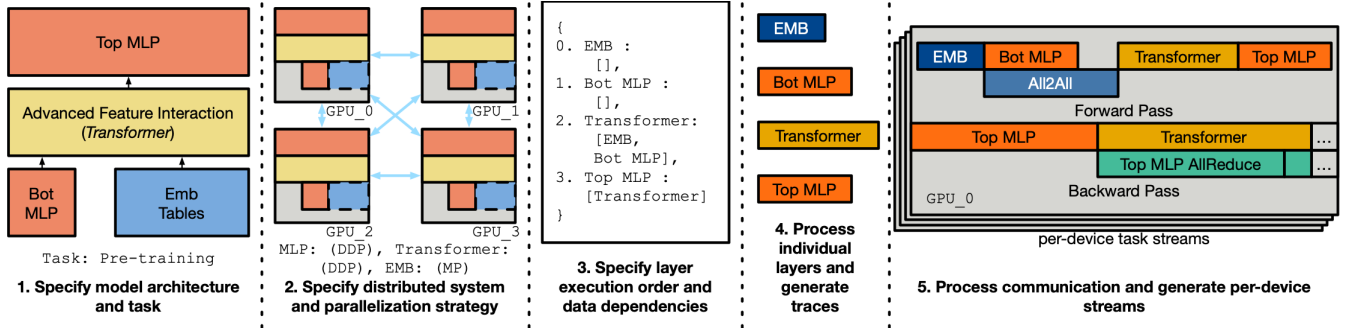 Top MLP
Advanced Feature Interaction
(Transformer)
Bot
MLP
Emb
Tables
Task: Pre-training
1. Specify model architecture
and task
GPU_0
GPU_1
GPU_2
GPU_3
MLP: (DDP), Transformer:
(DDP), EMB: (MP)
2. Specify distributed system
and parallelization strategy
{
0. EMB :
[],
1. Bot MLP :
[],
2. Transformer:
[EMB,
Bot MLP],
3. Top MLP :
[Transformer]
}
3. Specify layer
execution order and
data dependencies
EMB
Bot MLP
Transformer
Top MLP
4. Process
individual
layers and
generate
traces
EMB
Bot MLP
Transformer
Top MLP
All2All
Forward Pass
Top MLP
Transformer
...
Top MLP AllReduce
...
Backward Pass
GPU_0
per-device task streams
5. Process communication and generate per-device
streams